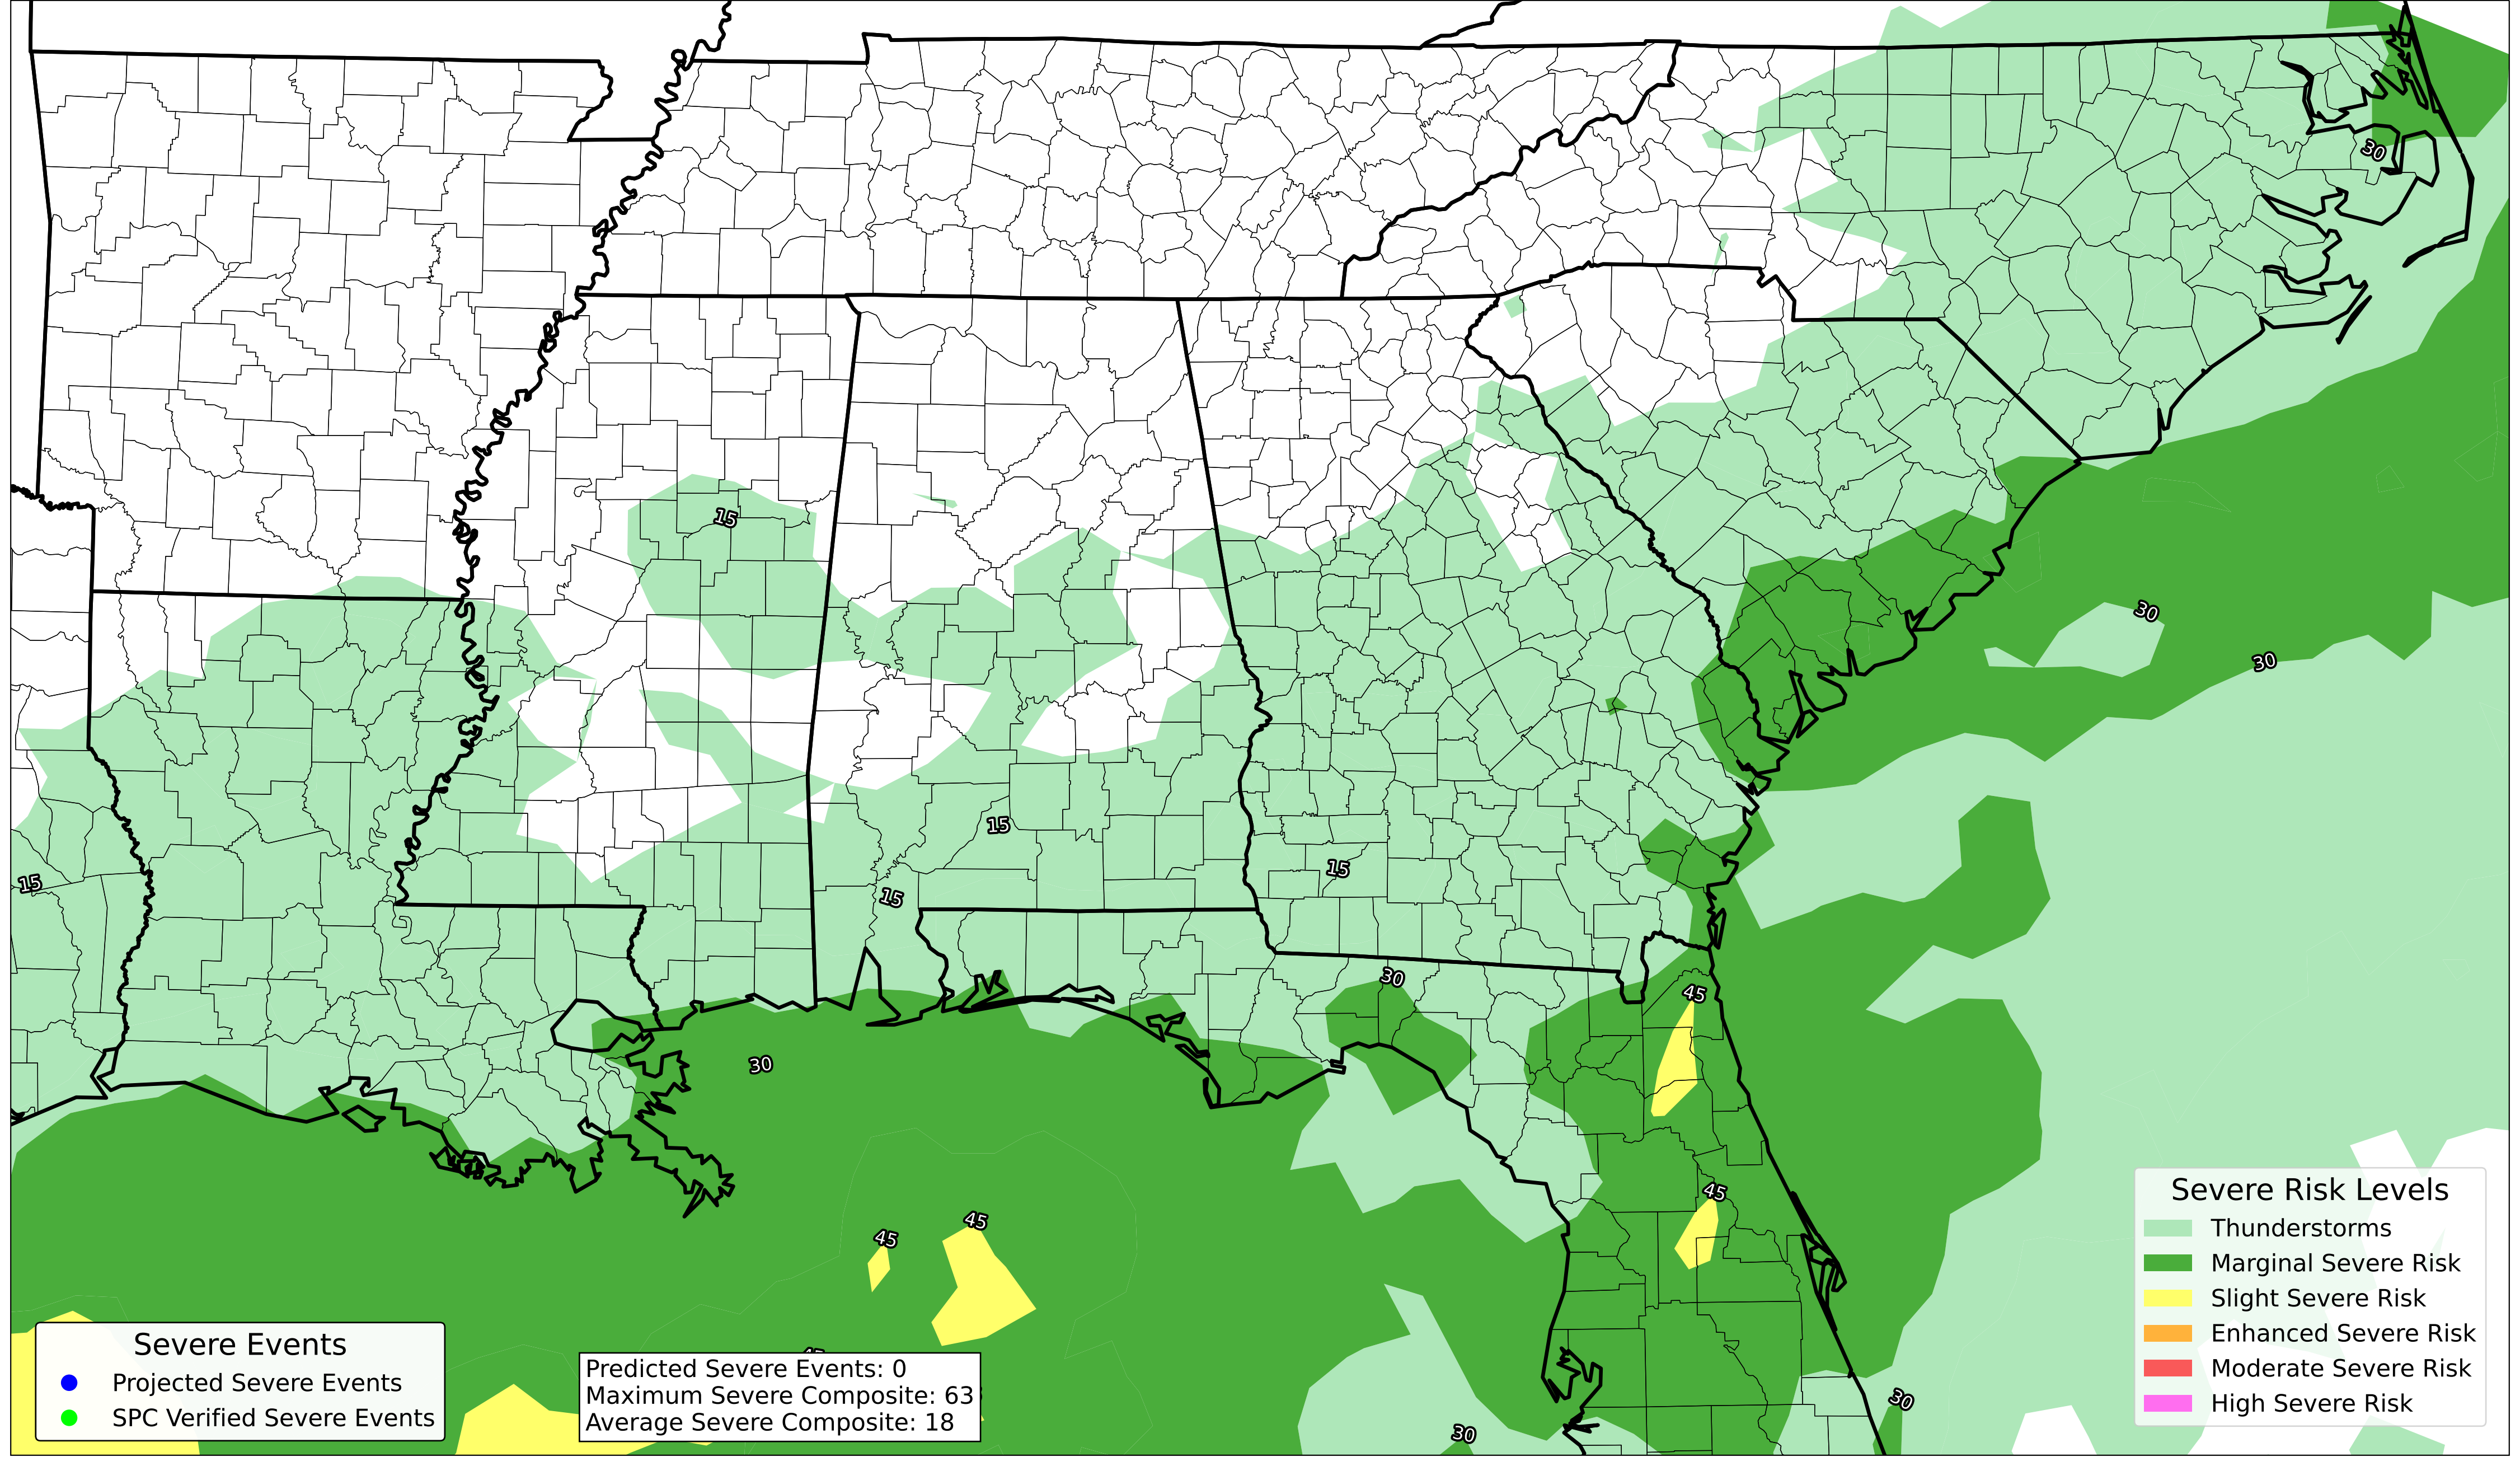 30
15
30
30
15
15
15
15
30
45
30
45
45
45
30
30
Severe Risk Levels
Thunderstorms
Marginal Severe Risk
Slight Severe Risk
Enhanced Severe Risk
Moderate Severe Risk
High Severe Risk
Severe Events
Projected Severe Events
SPC Verified Severe Events
Predicted Severe Events: 0
Maximum Severe Composite: 63
Average Severe Composite: 18